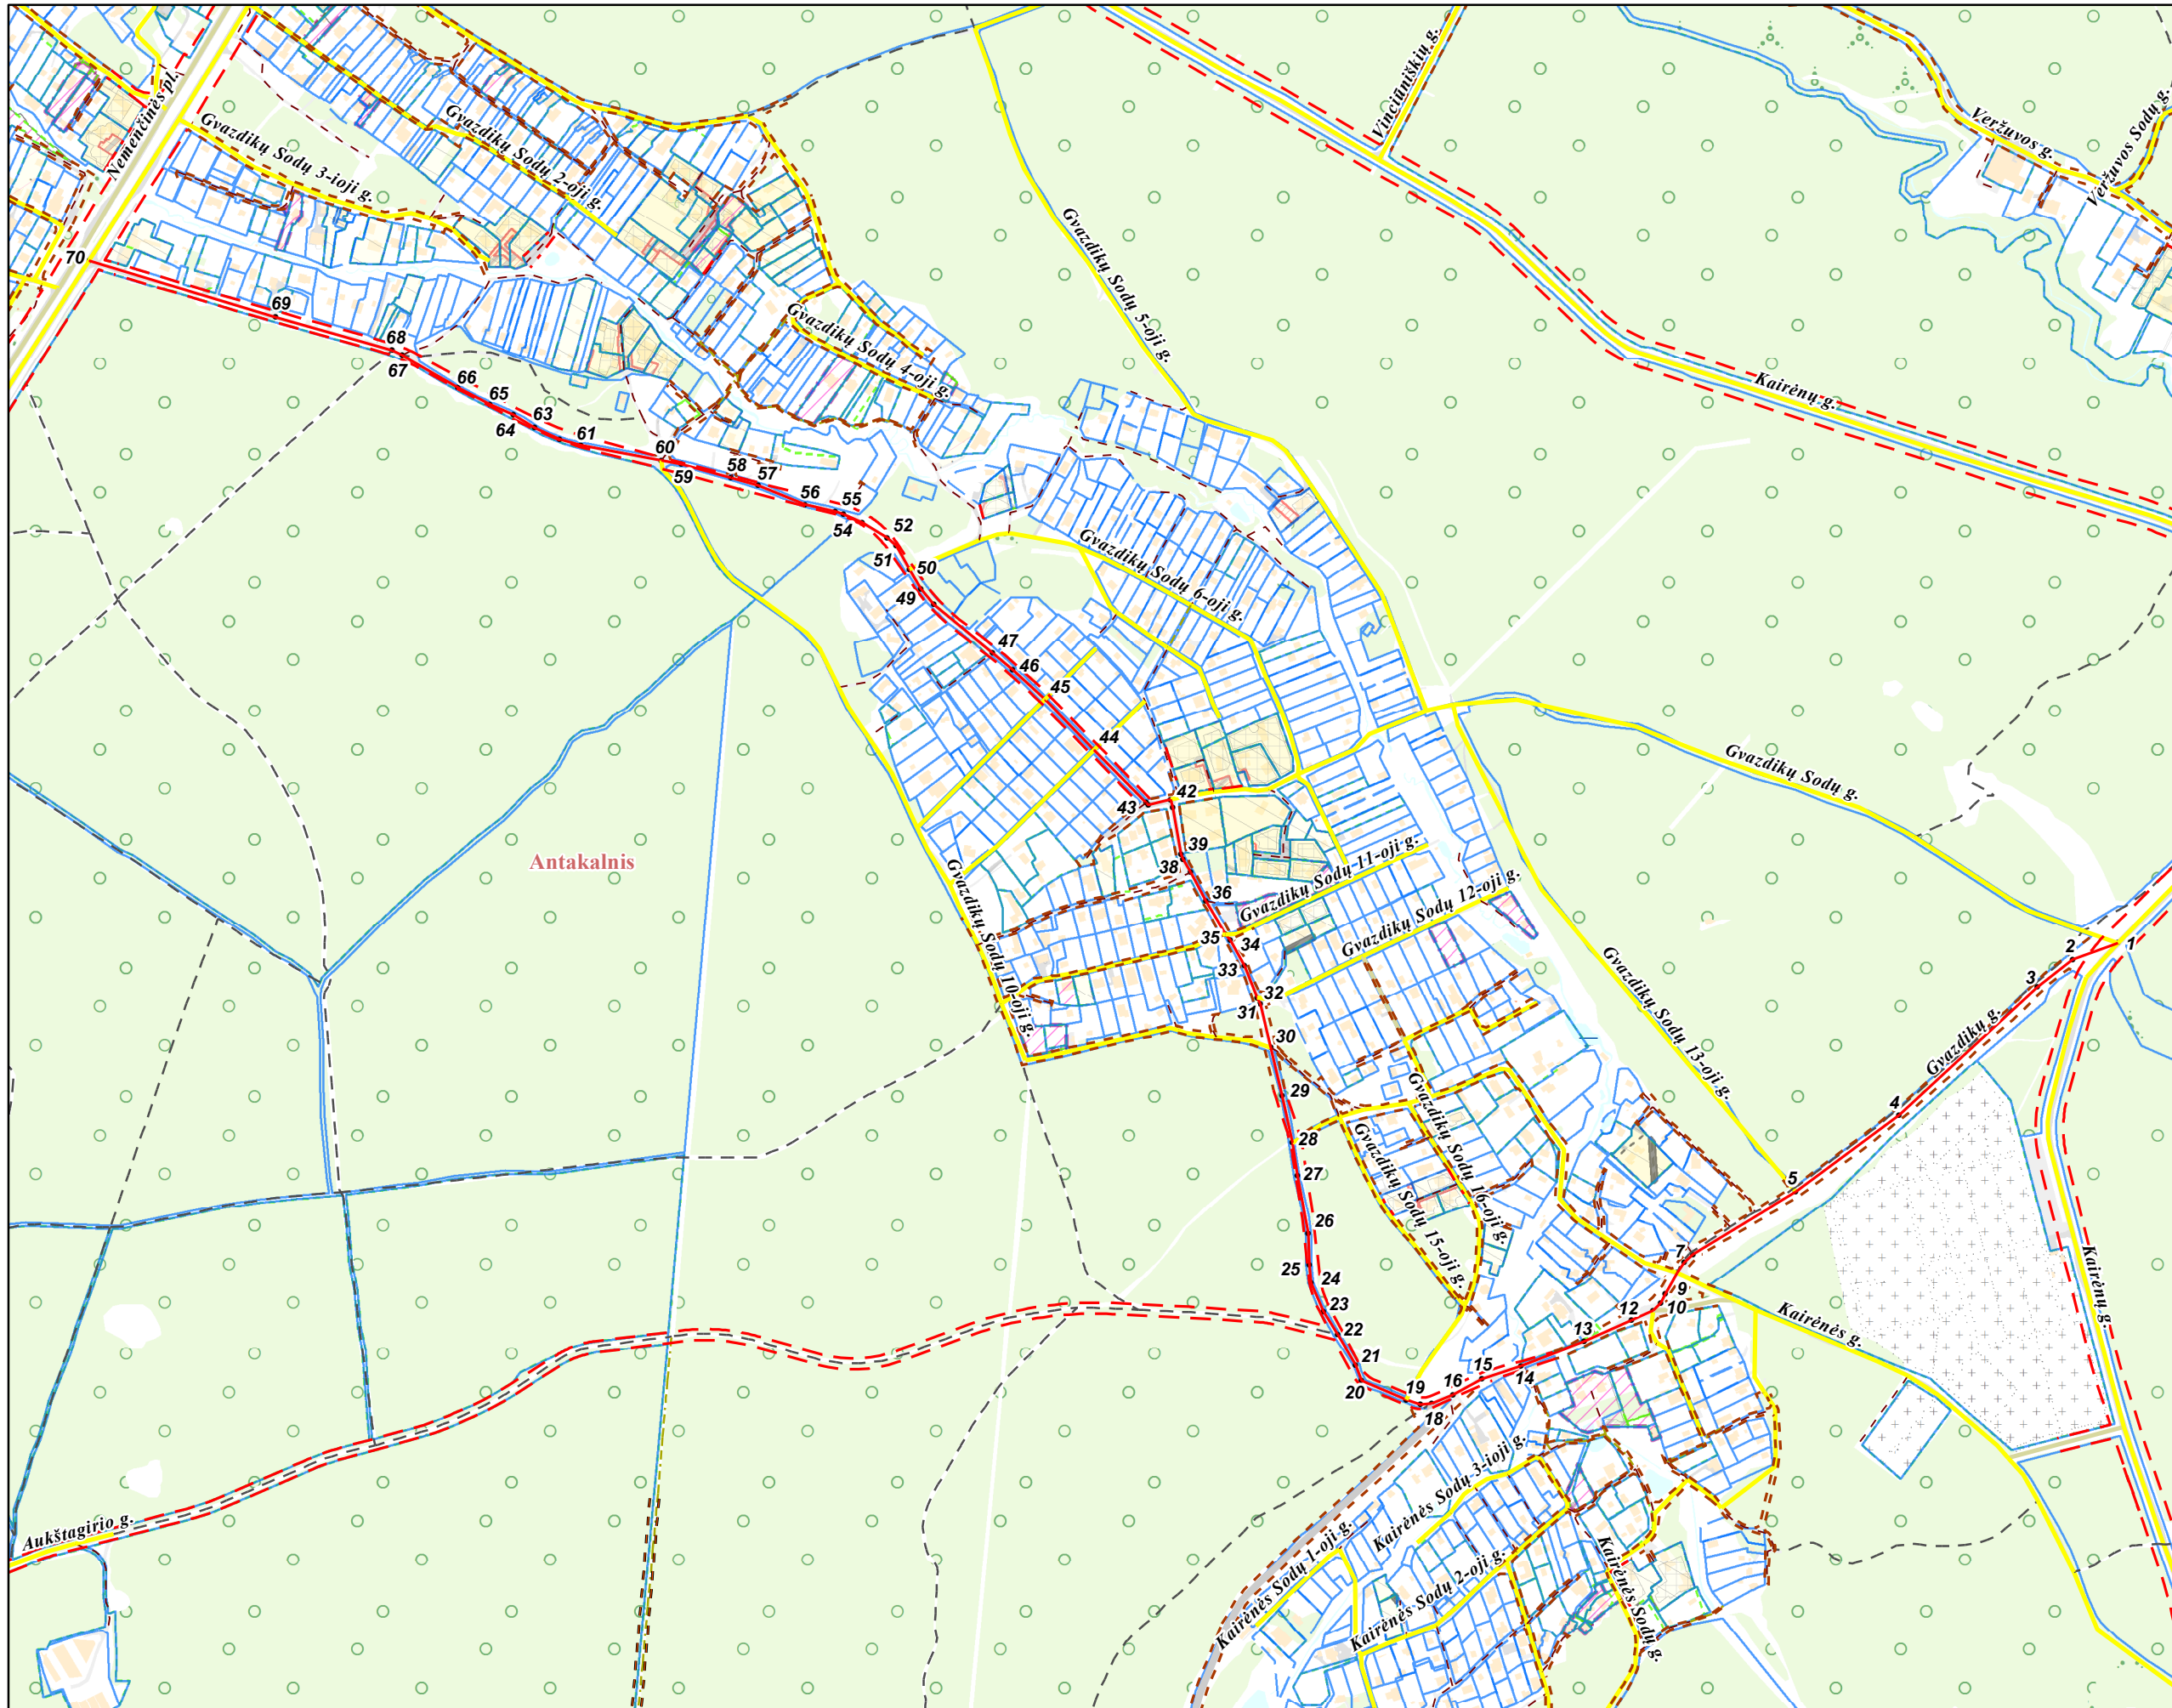 Nemenčinės pl.
Gvazdikų Sodų 3-ioji g.
Gvazdikų Sodų 2-oji g.
Vinciūniškių g.
Veržuvos g.
Veržuvos Sodų g.
Gvazdikų Sodų 5-oji g.
Gvazdikų Sodų 4-oji g.
Kairėnų g.
70
69
68
67
66
65
64
63
61
60
59
58
57
56
55
54
52
51
50
49
Gvazdikų Sodų 6-oji g.
47
46
45
44
43
42
Gvazdikų Sodų g.
Antakalnis
39
38
36
35
34
33
32
31
30
29
28
27
26
25
24
23
22
21
20
19
18
16
15
14
13
12
10
9
7
5
4
3
2
1
Gvazdikų Sodų 11-oji g.
Gvazdikų Sodų 12-oji g.
Gvazdikų Sodų 10-oji g.
Gvazdikų Sodų 13-oji g.
Gvazdikų g.
Gvazdikų Sodų 16-oji g.
Gvazdikų Sodų 15-oji g.
Kairėnų g.
Kairėnės g.
Aukštagirio g.
Kairėnės Sodų 3-ioji g.
Kairėnės Sodų 1-oji g.
Kairėnės Sodų 2-oji g.
Kairėnės Sodų g.